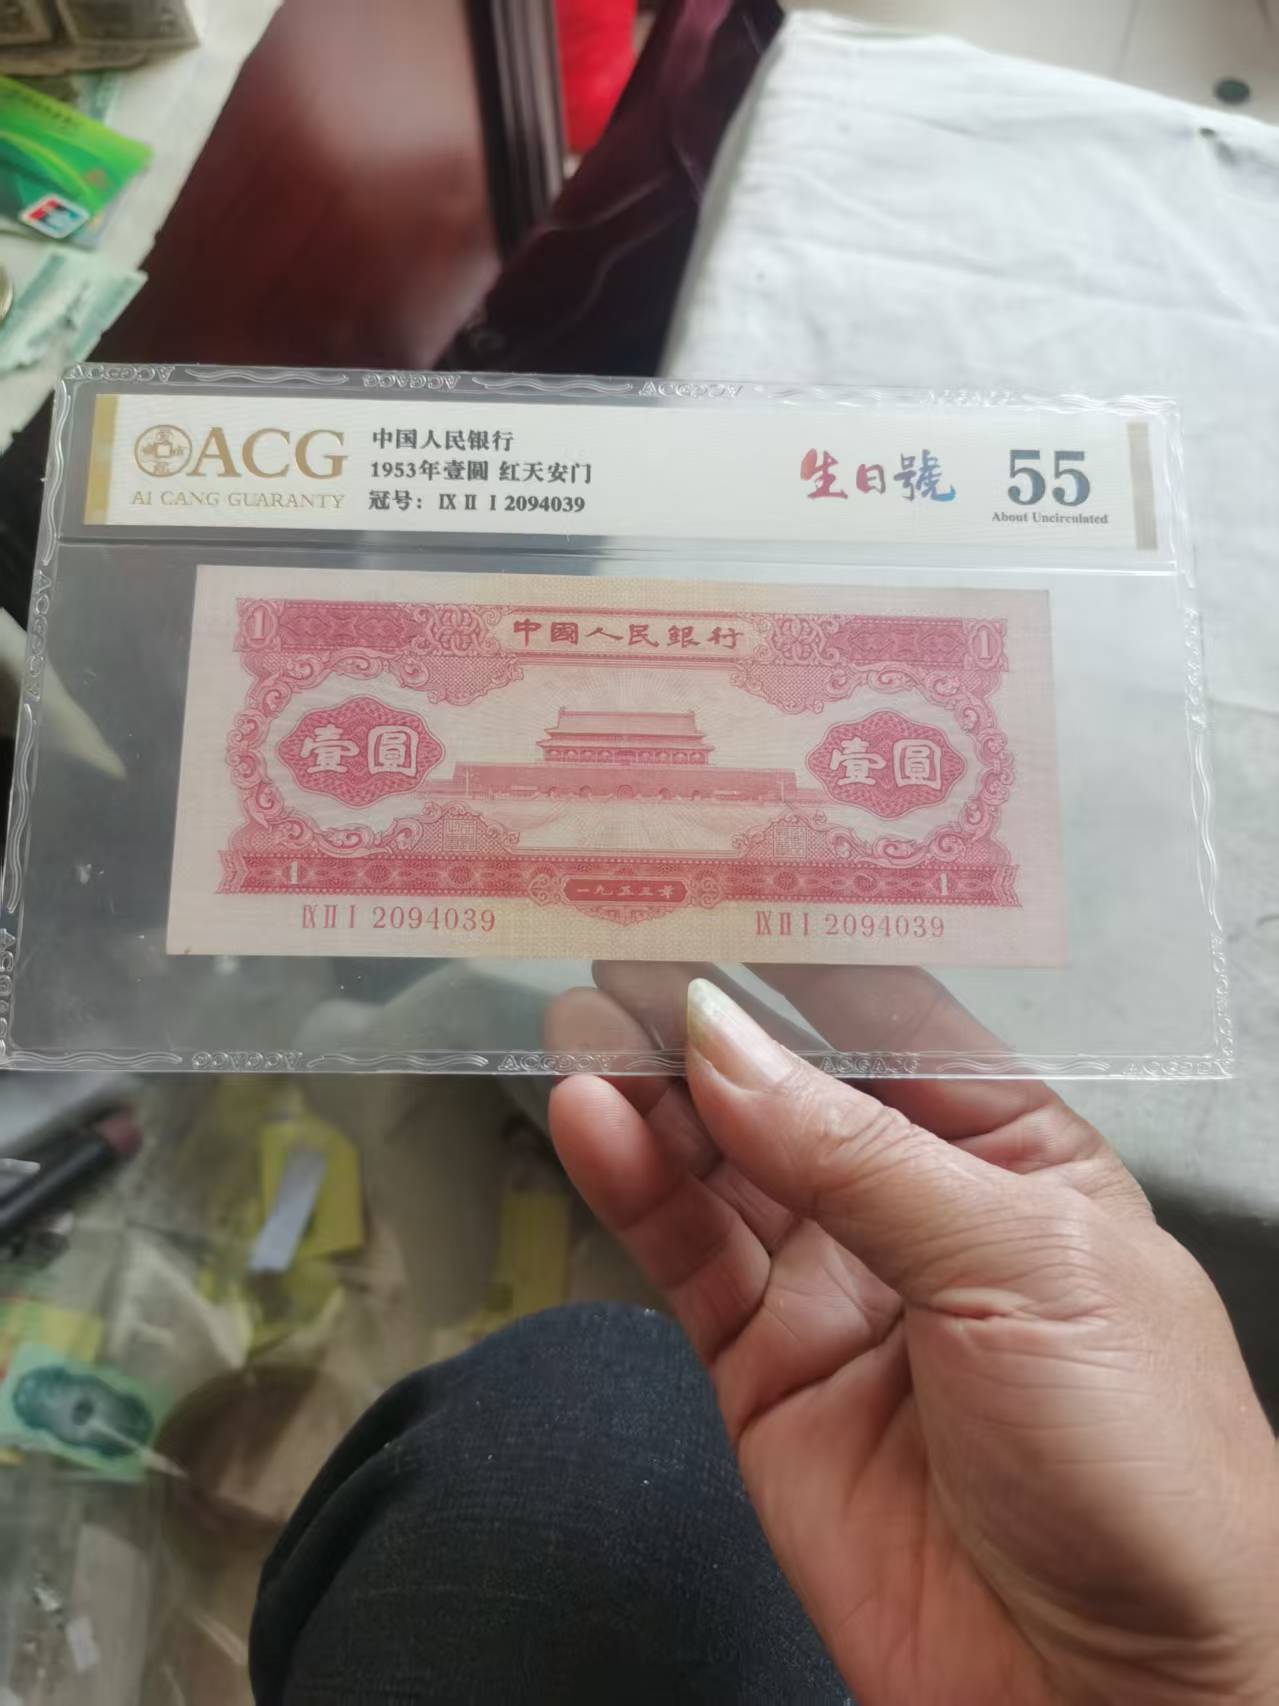 ACG
AI CANG GUARANTY
中国人民银行
1953年壹圆 红天安门
冠号: IX II I 2094039
生日號
55
About Uncirculated
1
中國人民銀行
1
壹圓
壹圓
1
一九五三年
1
IX II I 2094039
IX II I 2094039